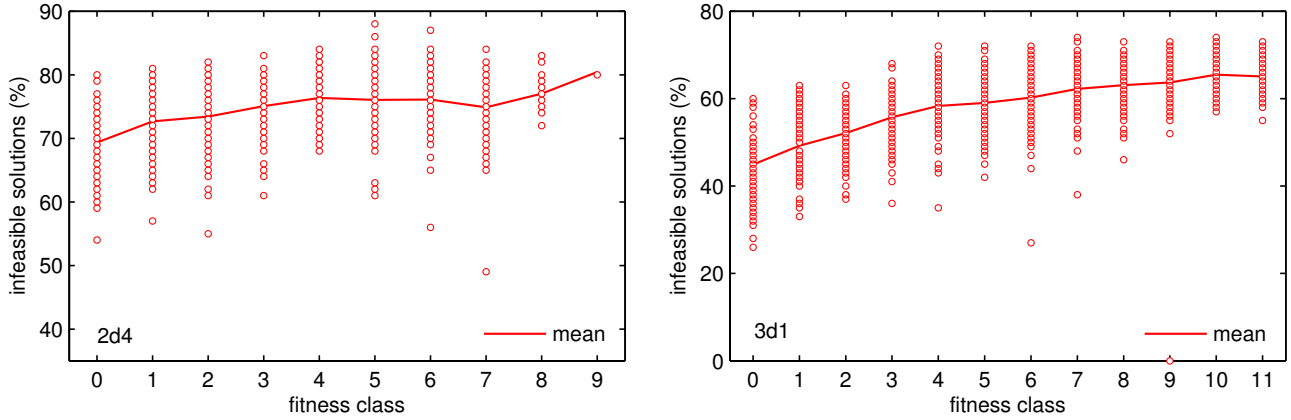 infeasible solutions (%)
90
80
70
60
50
40
2d4
mean
0 1 2 3 4 5 6 7 8 9
fitness class
infeasible solutions (%)
80
60
40
20
0
3d1
mean
0 1 2 3 4 5 6 7 8 9 10 11
fitness class